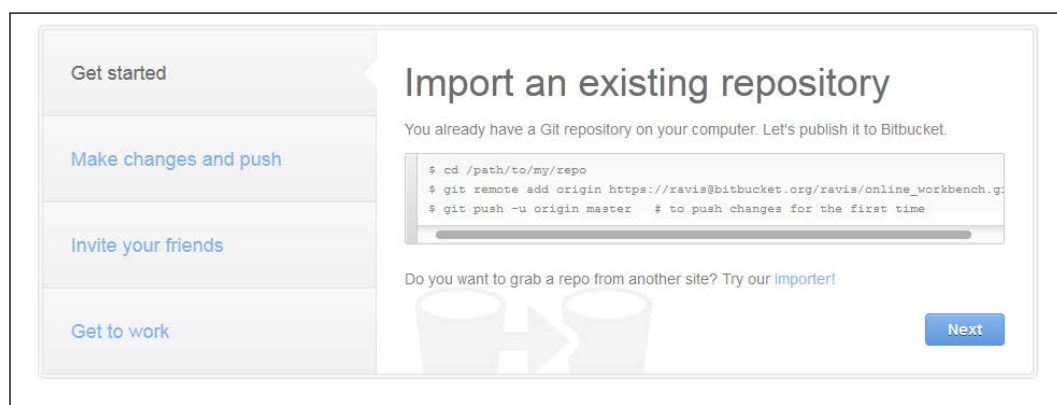 Get started
Make changes and push
Invite your friends
Get to work
Import an existing repository
You already have a Git repository on your computer. Let's publish it to Bitbucket.
$ cd /path/to/my/repo
$ git remote add origin https://ravis@bitbucket.org/ravis/online_workbench.gi
$ git push -u origin master   # to push changes for the first time
Do you want to grab a repo from another site? Try our Importer!
Next